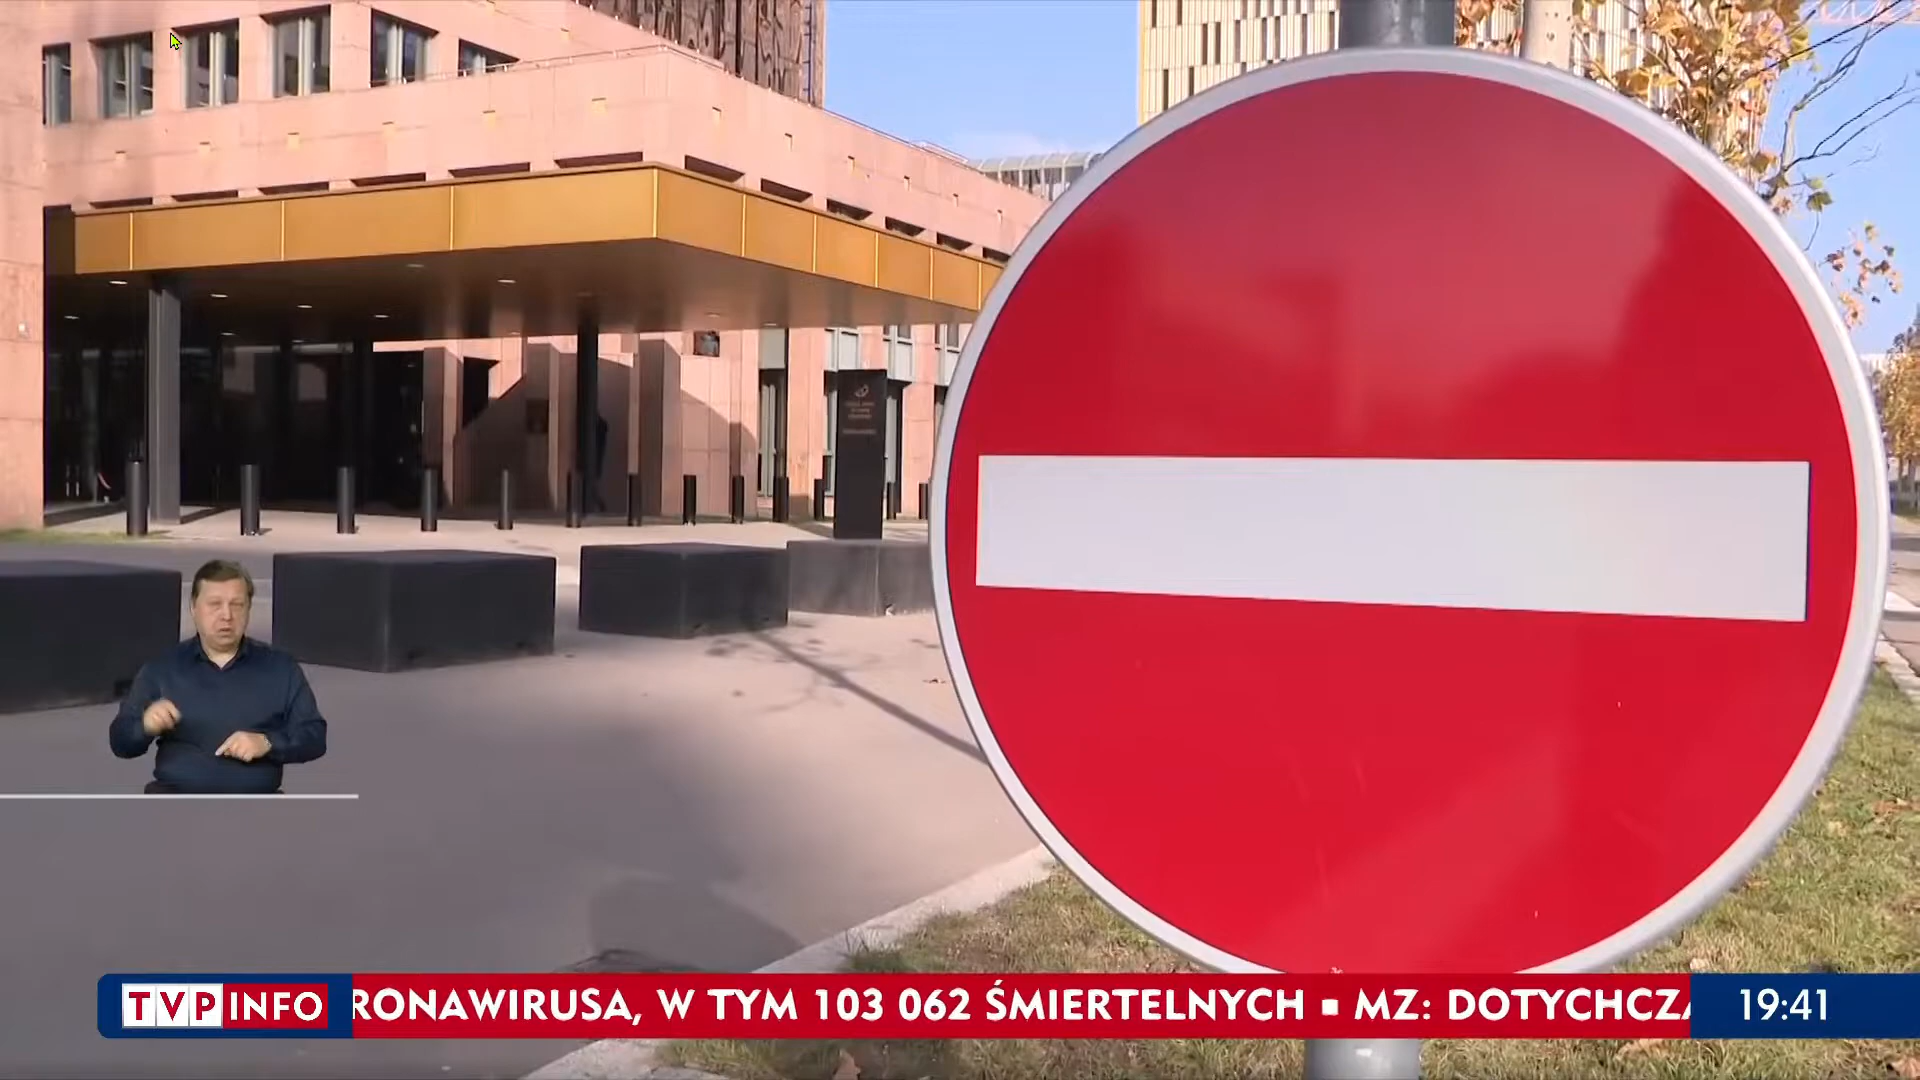 TVP INFO RONAWIRUSA, W TYM 103 062 ŚMIERTELNYCH ▪ MZ: DOTYCHCZA 19:41